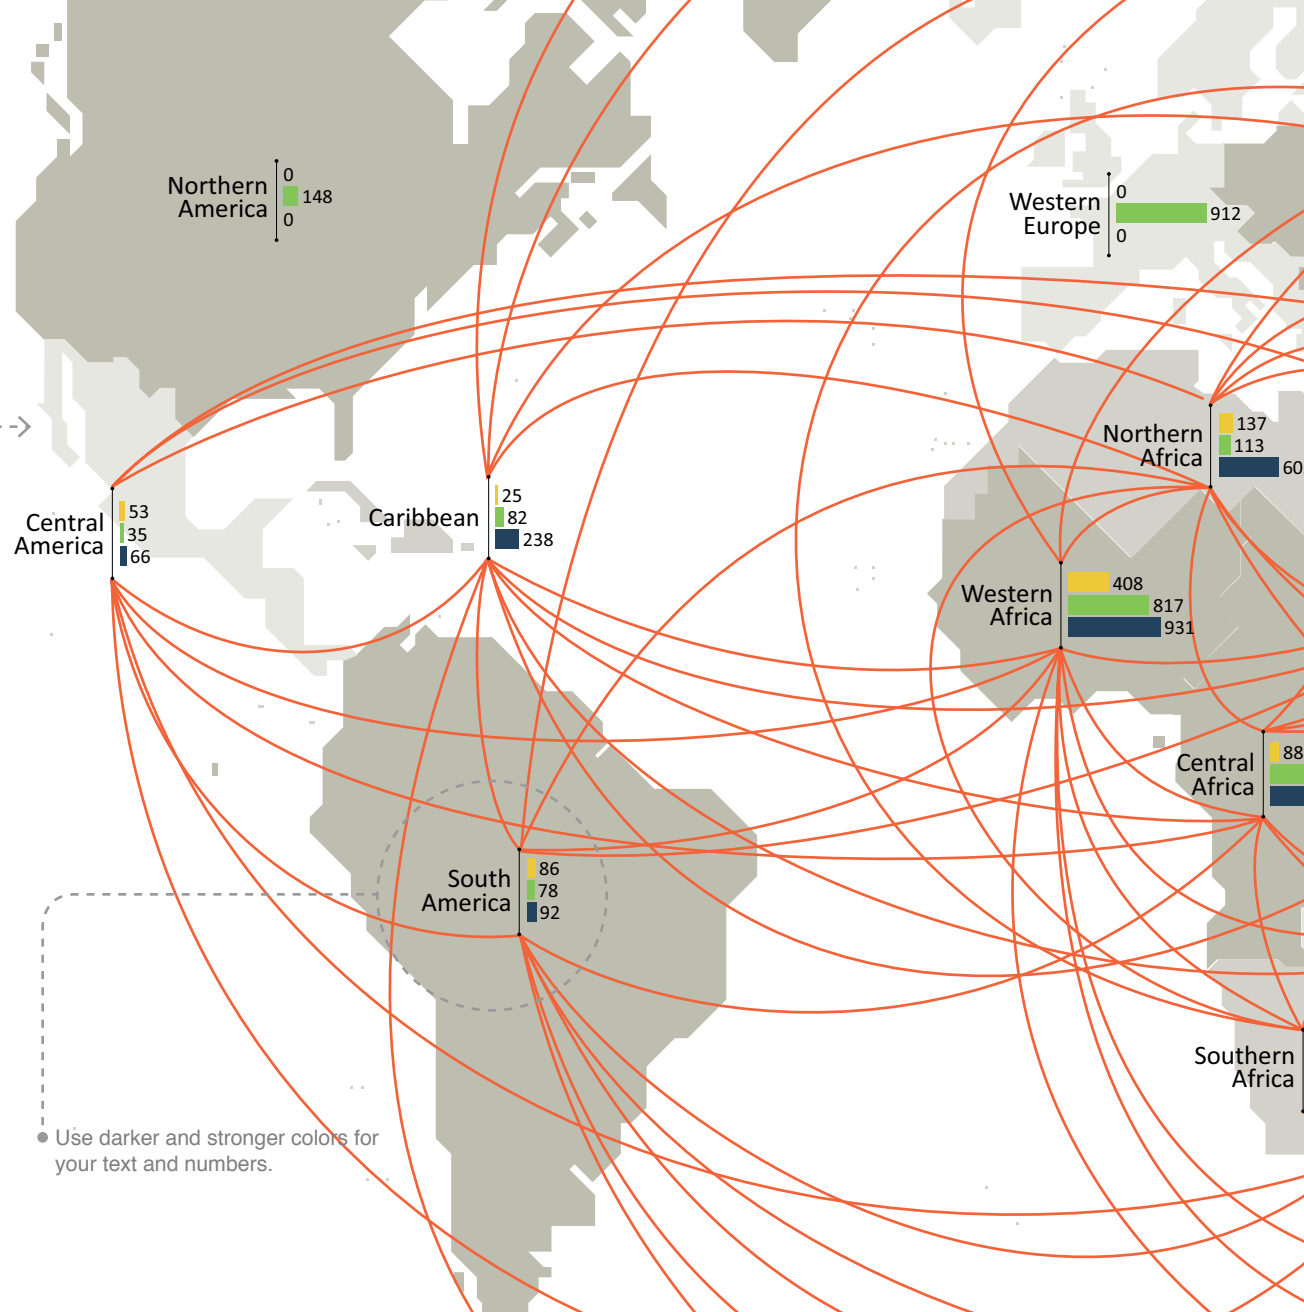 Northern
America
0
148
0
Western
Europe
0
912
0
Northern
Africa
137
113
60
Central
America
53
35
66
Caribbean
25
82
238
Western
Africa
408
817
931
Central
Africa
88
South
America
86
78
92
Southern
Africa
Use darker and stronger colors for
your text and numbers.